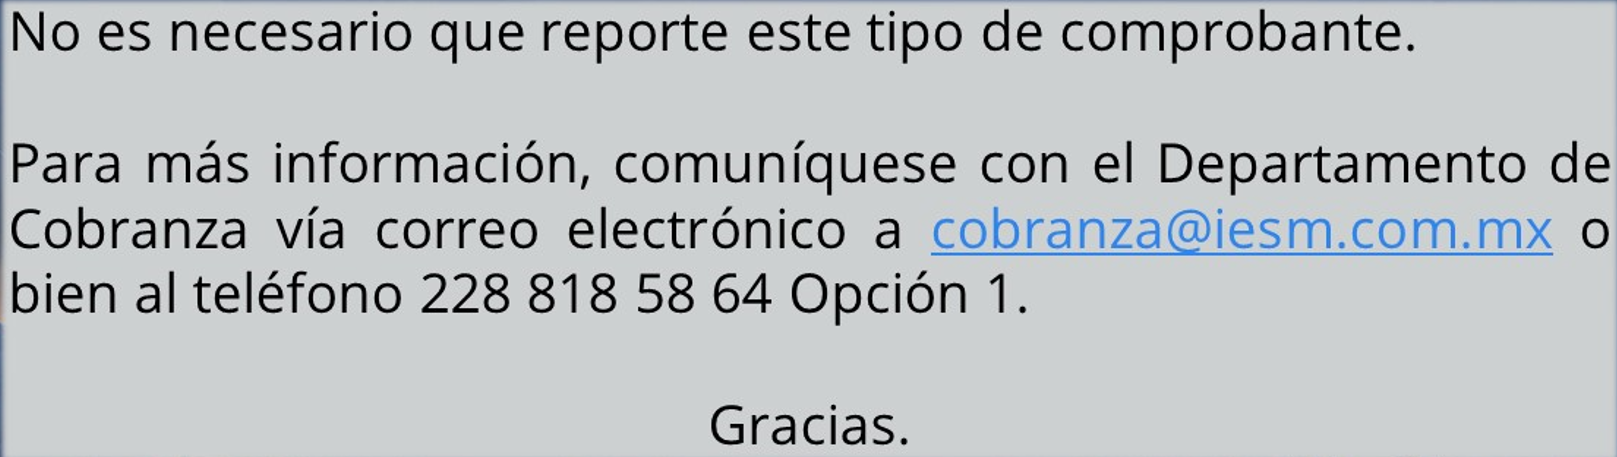 No es necesario que reporte este tipo de comprobante.
Para más información, comuníquese con el Departamento de
Cobranza vía correo electrónico a cobranza@iesm.com.mx o
bien al teléfono 228 818 58 64 Opción 1.
Gracias.